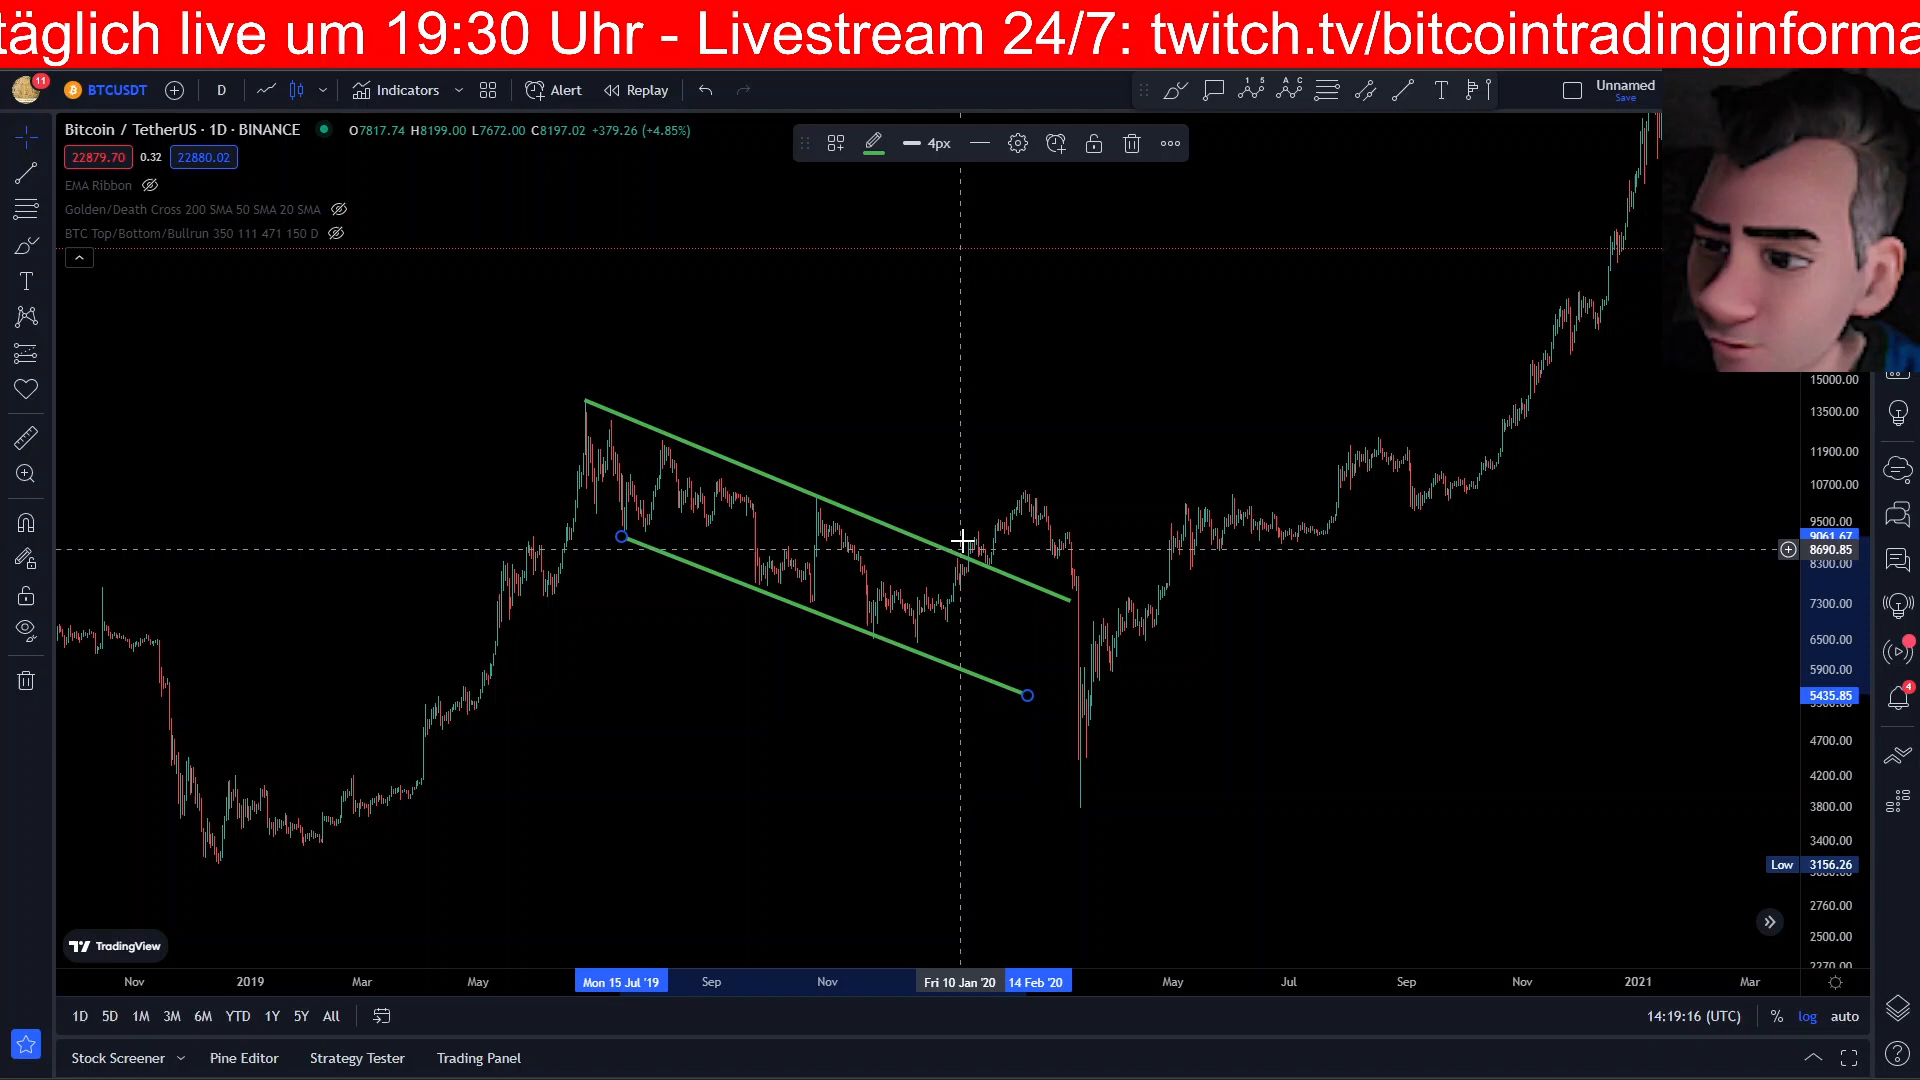 täglich live um 19:30 Uhr - Livestream 24/7: twitch.tv/bitcointradinginforma
11 BTCUSDT D Indicators Alert Replay 4px Unnamed
Save
Bitcoin / TetherUS · 1D · BINANCE O7817.74 H8199.00 L7672.00 C8197.02 +379.26 (+4.85%)
22879.70 0.32 22880.02
EMA Ribbon
Golden/Death Cross 200 SMA 50 SMA 20 SMA
BTC Top/Bottom/Bullrun 350 111 471 150 D
15000.00
13500.00
11900.00
10700.00
9500.00
9061.67
8690.85
8300.00
7300.00
6500.00
5900.00
5435.85
4700.00
4200.00
3800.00
3400.00
Low 3156.26
2760.00
2500.00
2270.00
4
TradingView
Nov 2019 Mar May Mon 15 Jul '19 Sep Nov Fri 10 Jan '20 14 Feb '20 May Jul Sep Nov 2021 Mar
1D 5D 1M 3M 6M YTD 1Y 5Y All 14:19:16 (UTC) % log auto
Stock Screener Pine Editor Strategy Tester Trading Panel